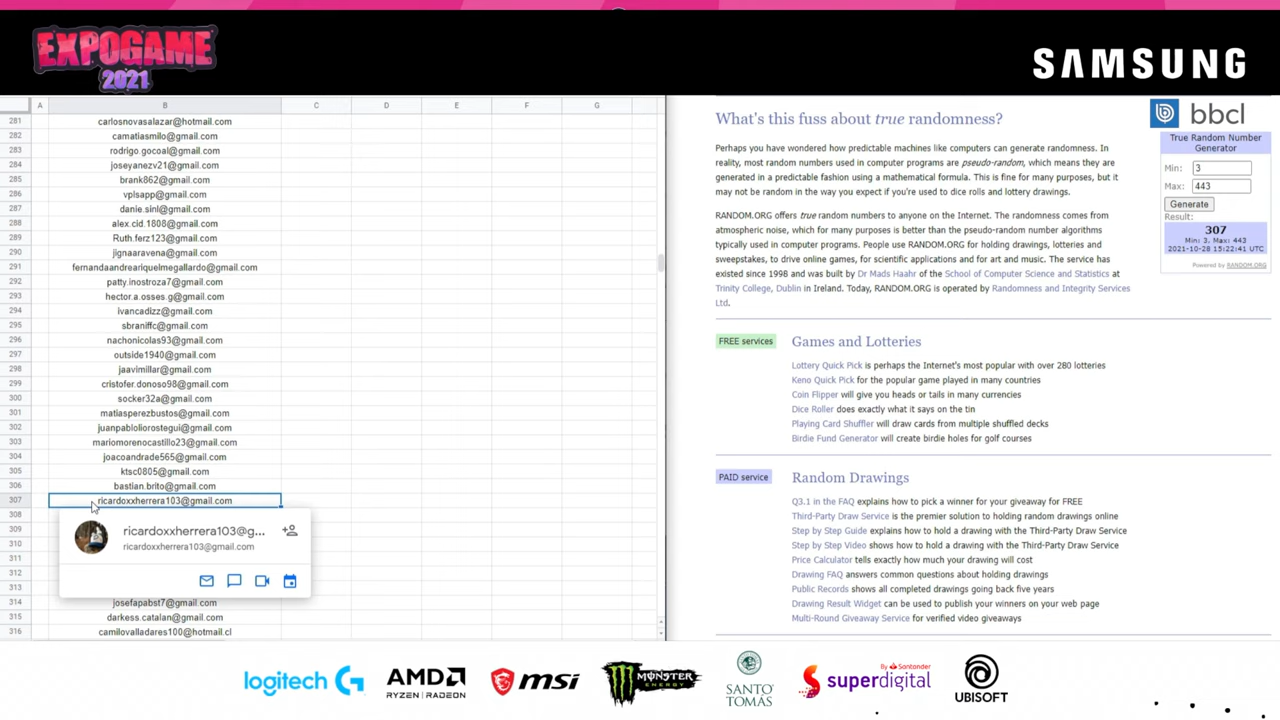 EXPOGAME
2021
SAMSUNG
A B C D E F G
281 carlosnovasalazar@hotmail.com
282 camatiasmilo@gmail.com
283 rodrigo.gocoal@gmail.com
284 joseyanezv21@gmail.com
285 brank862@gmail.com
286 vplsapp@gmail.com
287 danie.sinl@gmail.com
288 alex.cid.1808@gmail.com
289 Ruth.ferz123@gmail.com
290 jignaaravena@gmail.com
291 fernandaandreariquelmegallardo@gmail.com
292 patty.inostroza7@gmail.com
293 hector.a.osses.g@gmail.com
294 ivancadizz@gmail.com
295 sbraniffc@gmail.com
296 nachonicolas93@gmail.com
297 outside1940@gmail.com
298 jaavimillar@gmail.com
299 cristofer.donoso98@gmail.com
300 socker32a@gmail.com
301 matiasperezbustos@gmail.com
302 juanpabloliorostegui@gmail.com
303 mariomorenocastillo23@gmail.com
304 joacoandrade565@gmail.com
305 ktsc0805@gmail.com
306 bastian.brito@gmail.com
307 ricardoxxherrera103@gmail.com
308
309 ricardoxxherrera103@g...
310 ricardoxxherrera103@gmail.com
311
312
313
314 josefapabst7@gmail.com
315 darkess.catalan@gmail.com
316 camilovalladares100@hotmail.cl
What's this fuss about true randomness?
Perhaps you have wondered how predictable machines like computers can generate randomness. In
reality, most random numbers used in computer programs are pseudo-random, which means they are
generated in a predictable fashion using a mathematical formula. This is fine for many purposes, but it
may not be random in the way you expect if you're used to dice rolls and lottery drawings.
RANDOM.ORG offers true random numbers to anyone on the Internet. The randomness comes from
atmospheric noise, which for many purposes is better than the pseudo-random number algorithms
typically used in computer programs. People use RANDOM.ORG for holding drawings, lotteries and
sweepstakes, to drive online games, for scientific applications and for art and music. The service has
existed since 1998 and was built by Dr Mads Haahr of the School of Computer Science and Statistics at
Trinity College, Dublin in Ireland. Today, RANDOM.ORG is operated by Randomness and Integrity Services
Ltd.
bbcl
True Random Number
Generator
Min: 3
Max: 443
Generate
Result:
307
Min: 3, Max: 443
2021-10-28 15:22:41 UTC
Powered by RANDOM.ORG
FREE services
Games and Lotteries
Lottery Quick Pick is perhaps the Internet's most popular with over 280 lotteries
Keno Quick Pick for the popular game played in many countries
Coin Flipper will give you heads or tails in many currencies
Dice Roller does exactly what it says on the tin
Playing Card Shuffler will draw cards from multiple shuffled decks
Birdie Fund Generator will create birdie holes for golf courses
PAID service
Random Drawings
Q3.1 in the FAQ explains how to pick a winner for your giveaway for FREE
Third-Party Draw Service is the premier solution to holding random drawings online
Step by Step Guide explains how to hold a drawing with the Third-Party Draw Service
Step by Step Video shows how to hold a drawing with the Third-Party Draw Service
Price Calculator tells exactly how much your drawing will cost
Drawing FAQ answers common questions about holding drawings
Public Records shows all completed drawings going back five years
Drawing Result Widget can be used to publish your winners on your web page
Multi-Round Giveaway Service for verified video giveaways
logitech G
AMD
RYZEN | RADEON
msi
MONSTER
ENERGY
SANTO
TOMÁS
By Santander
superdigital
UBISOFT